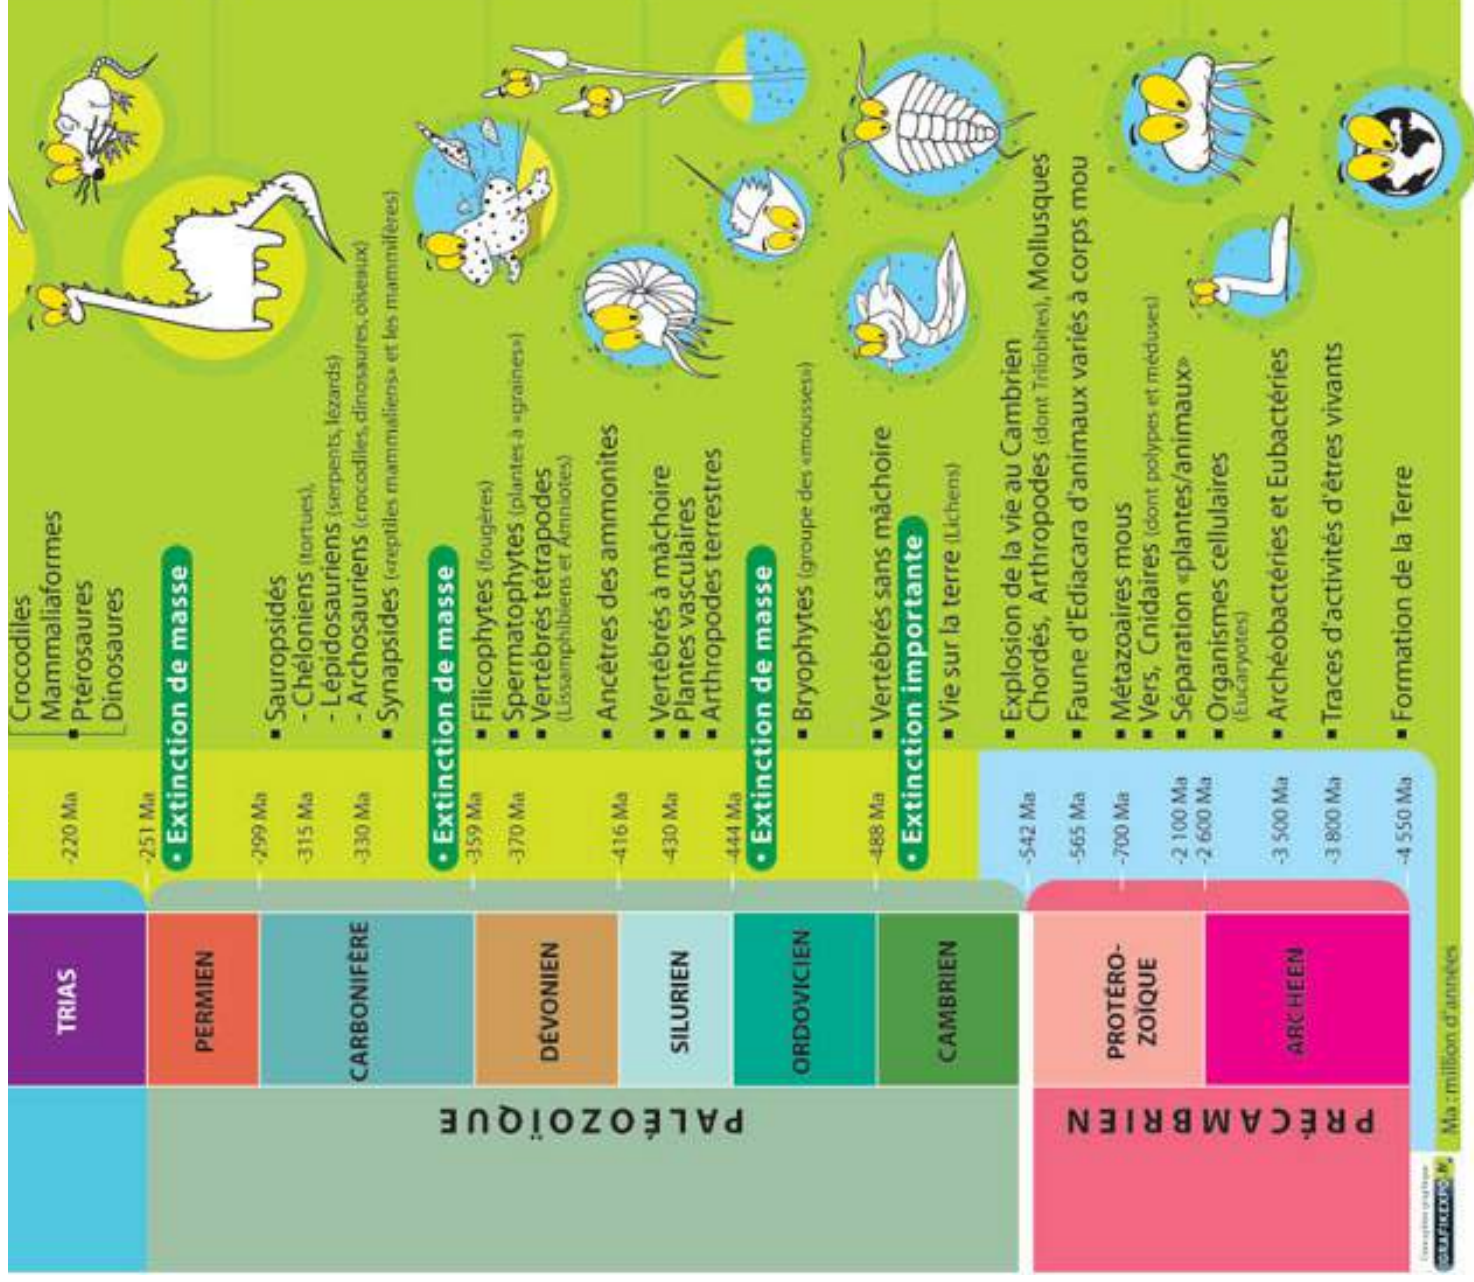 Crocodiles
Mammaliaformes
Ptérosaures
Dinosaures
-220 Ma
TRIAS
-251 Ma
• Extinction de masse
PERMIEN
-299 Ma
▪ Sauropsidés
- Chéloniens (tortues),
-315 Ma
- Lépidosauriens (serpents, lézards)
- Archosauriens (crocodiles, dinosaures, oiseaux)
-330 Ma
▪ Synapsides («reptiles mammaliens» et les mammifères)
CARBONIFÈRE
• Extinction de masse
-359 Ma
▪ Filicophytes (fougères)
▪ Spermatophytes (plantes à «graines»)
-370 Ma
▪ Vertébrés tétrapodes
(Lissamphibiens et Amniotes)
DÉVONIEN
▪ Ancêtres des ammonites
-416 Ma
▪ Vertébrés à mâchoire
-430 Ma
▪ Plantes vasculaires
▪ Arthropodes terrestres
SILURIEN
-444 Ma
• Extinction de masse
▪ Bryophytes (groupe des «mousses»)
ORDOVICIEN
-488 Ma
▪ Vertébrés sans mâchoire
• Extinction importante
▪ Vie sur la terre (Lichens)
CAMBRIEN
PALÉOZOÏQUE
-542 Ma
▪ Explosion de la vie au Cambrien
Chordés, Arthropodes (dont Trilobites), Mollusques
-565 Ma
▪ Faune d'Ediacara d'animaux variés à corps mou
-700 Ma
▪ Métazoaires mous
▪ Vers, Cnidaires (dont polypes et méduses)
PROTÉRO-
ZOÏQUE
-2 100 Ma
▪ Séparation «plantes/animaux»
-2 600 Ma
▪ Organismes cellulaires
(Eucaryotes)
-3 500 Ma
▪ Archéobactéries et Eubactéries
ARCHEEN
-3 800 Ma
▪ Traces d'activités d'êtres vivants
-4 550 Ma
▪ Formation de la Terre
PRÉCAMBRIEN
Ma : million d'années
GRAFIKEXPO.fr